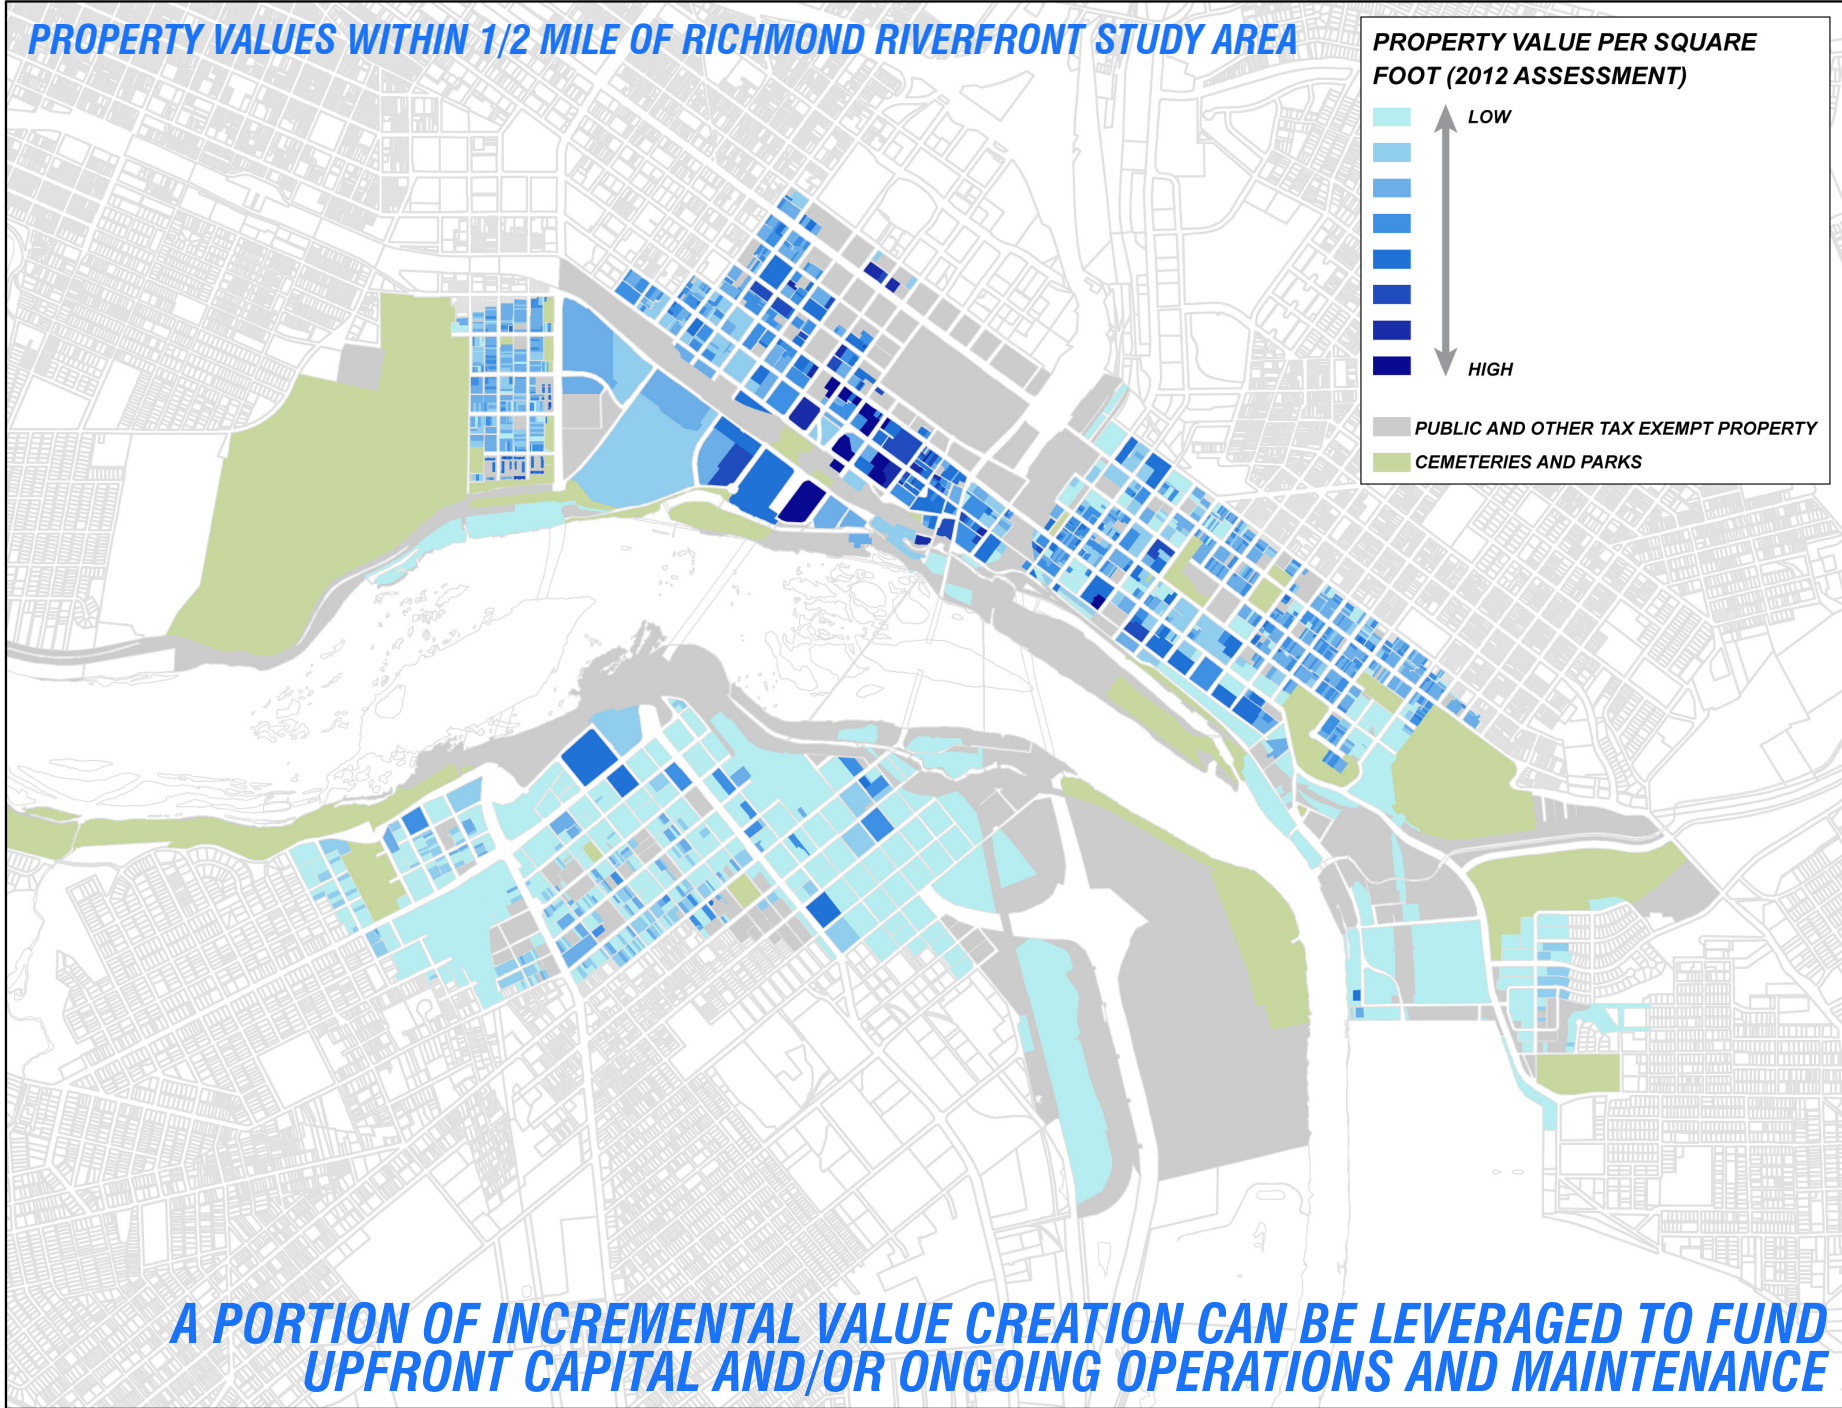 PROPERTY VALUES WITHIN 1/2 MILE OF RICHMOND RIVERFRONT STUDY AREA
PROPERTY VALUE PER SQUARE
FOOT (2012 ASSESSMENT)
LOW
HIGH
PUBLIC AND OTHER TAX EXEMPT PROPERTY
CEMETERIES AND PARKS
A PORTION OF INCREMENTAL VALUE CREATION CAN BE LEVERAGED TO FUND
UPFRONT CAPITAL AND/OR ONGOING OPERATIONS AND MAINTENANCE